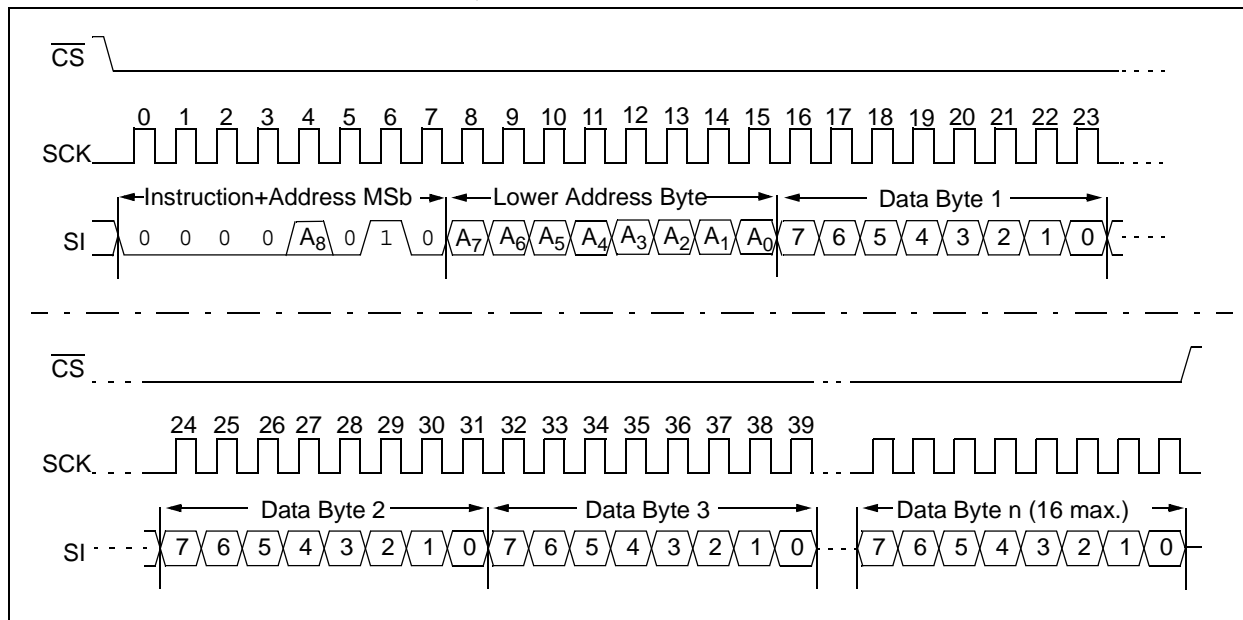 CS
0 1 2 3 4 5 6 7 8 9 10 11 12 13 14 15 16 17 18 19 20 21 22 23
SCK
Instruction+Address MSb Lower Address Byte Data Byte 1
SI 0 0 0 0 A8 0 1 0 A7 A6 A5 A4 A3 A2 A1 A0 7 6 5 4 3 2 1 0
CS
24 25 26 27 28 29 30 31 32 33 34 35 36 37 38 39
SCK
Data Byte 2 Data Byte 3 Data Byte n (16 max.)
SI 7 6 5 4 3 2 1 0 7 6 5 4 3 2 1 0 7 6 5 4 3 2 1 0